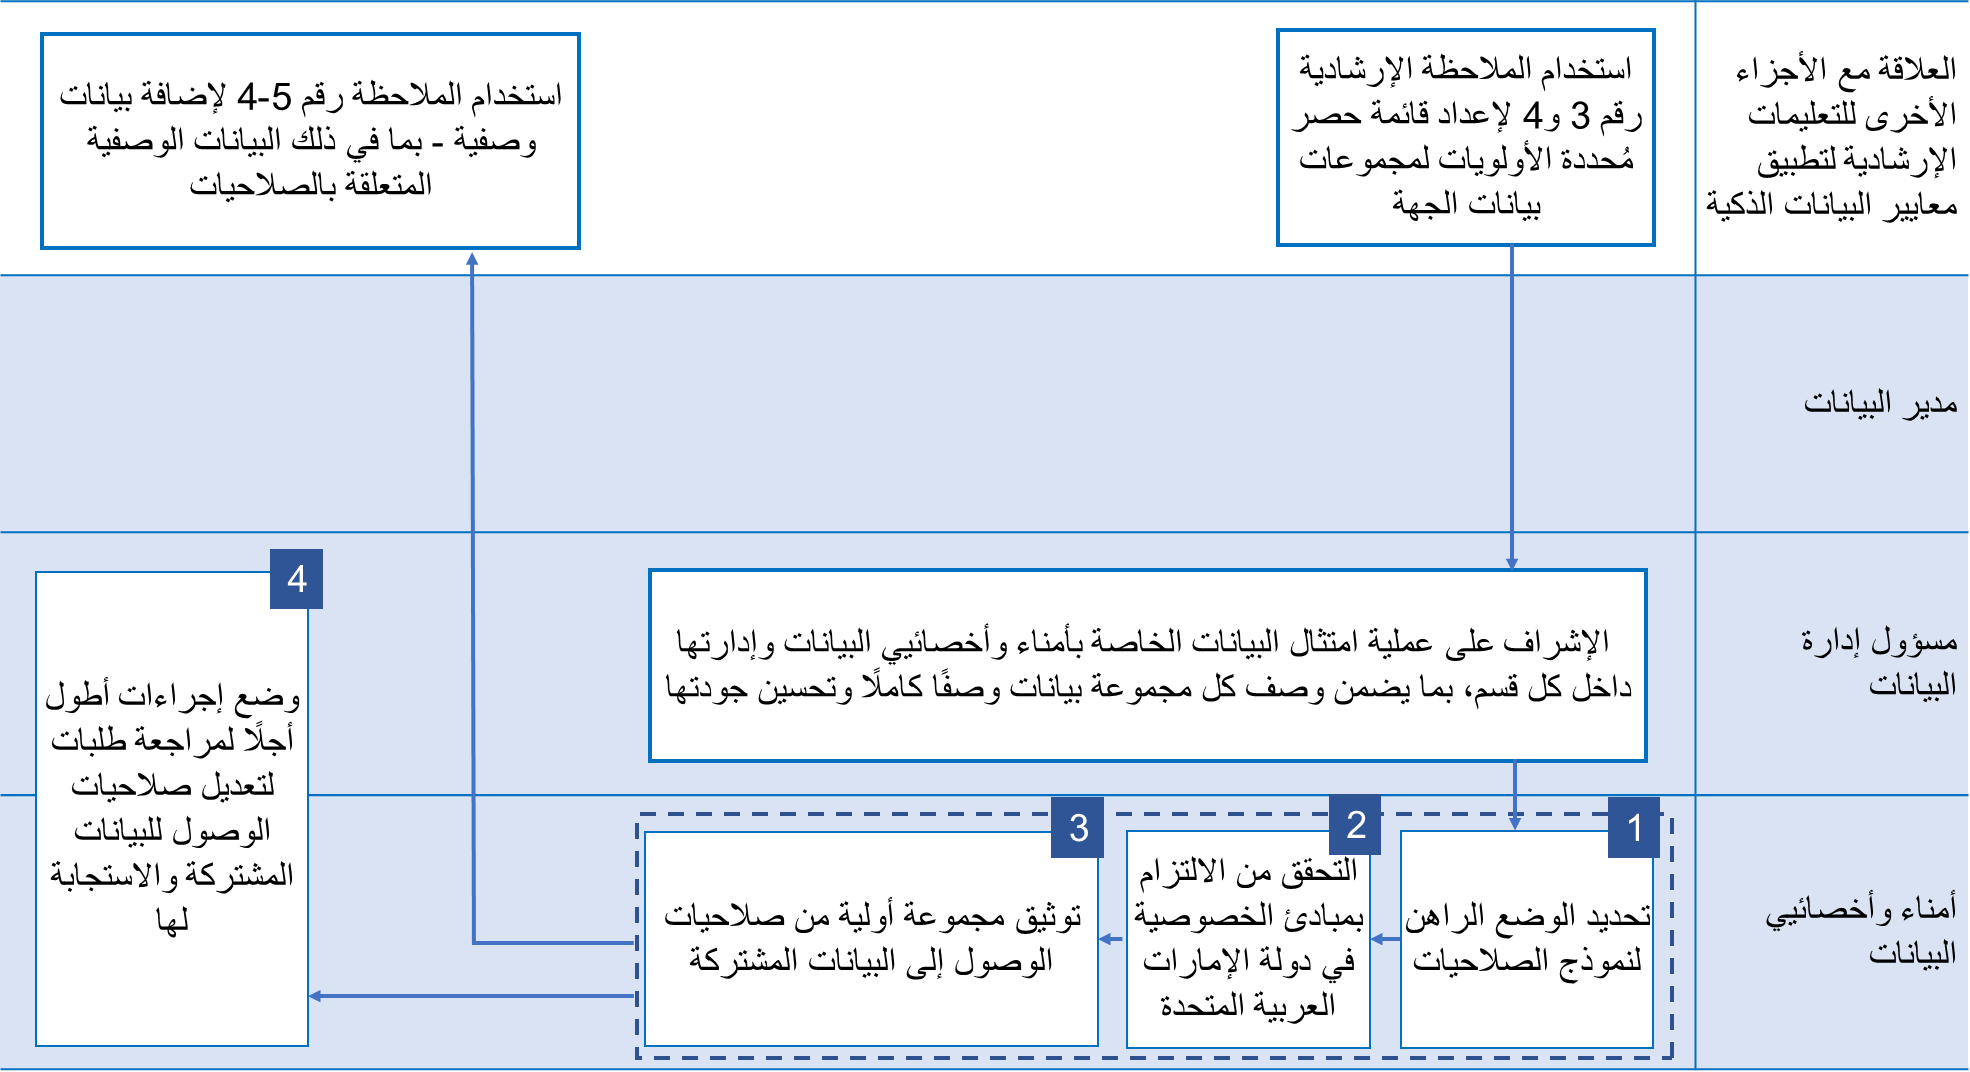 العلاقة مع الأجزاء
الأخرى للتعليمات
الإرشادية لتطبيق
معايير البيانات الذكية
استخدام الملاحظة الإرشادية
رقم 3 و4 لإعداد قائمة حصر
مُحددة الأولويات لمجموعات
بيانات الجهة
استخدام الملاحظة رقم 5-4 لإضافة بيانات
وصفية - بما في ذلك البيانات الوصفية
المتعلقة بالصلاحيات
مدير البيانات
مسؤول إدارة
البيانات
الإشراف على عملية امتثال البيانات الخاصة بأمناء وأخصائيي البيانات وإدارتها
داخل كل قسم، بما يضمن وصف كل مجموعة بيانات وصفًا كاملًا وتحسين جودتها
أمناء وأخصائيي
البيانات
1
تحديد الوضع الراهن
لنموذج الصلاحيات
2
التحقق من الالتزام
بمبادئ الخصوصية
في دولة الإمارات
العربية المتحدة
3
توثيق مجموعة أولية من صلاحيات
الوصول إلى البيانات المشتركة
4
وضع إجراءات أطول
أجلًا لمراجعة طلبات
لتعديل صلاحيات
الوصول للبيانات
المشتركة والاستجابة
لها